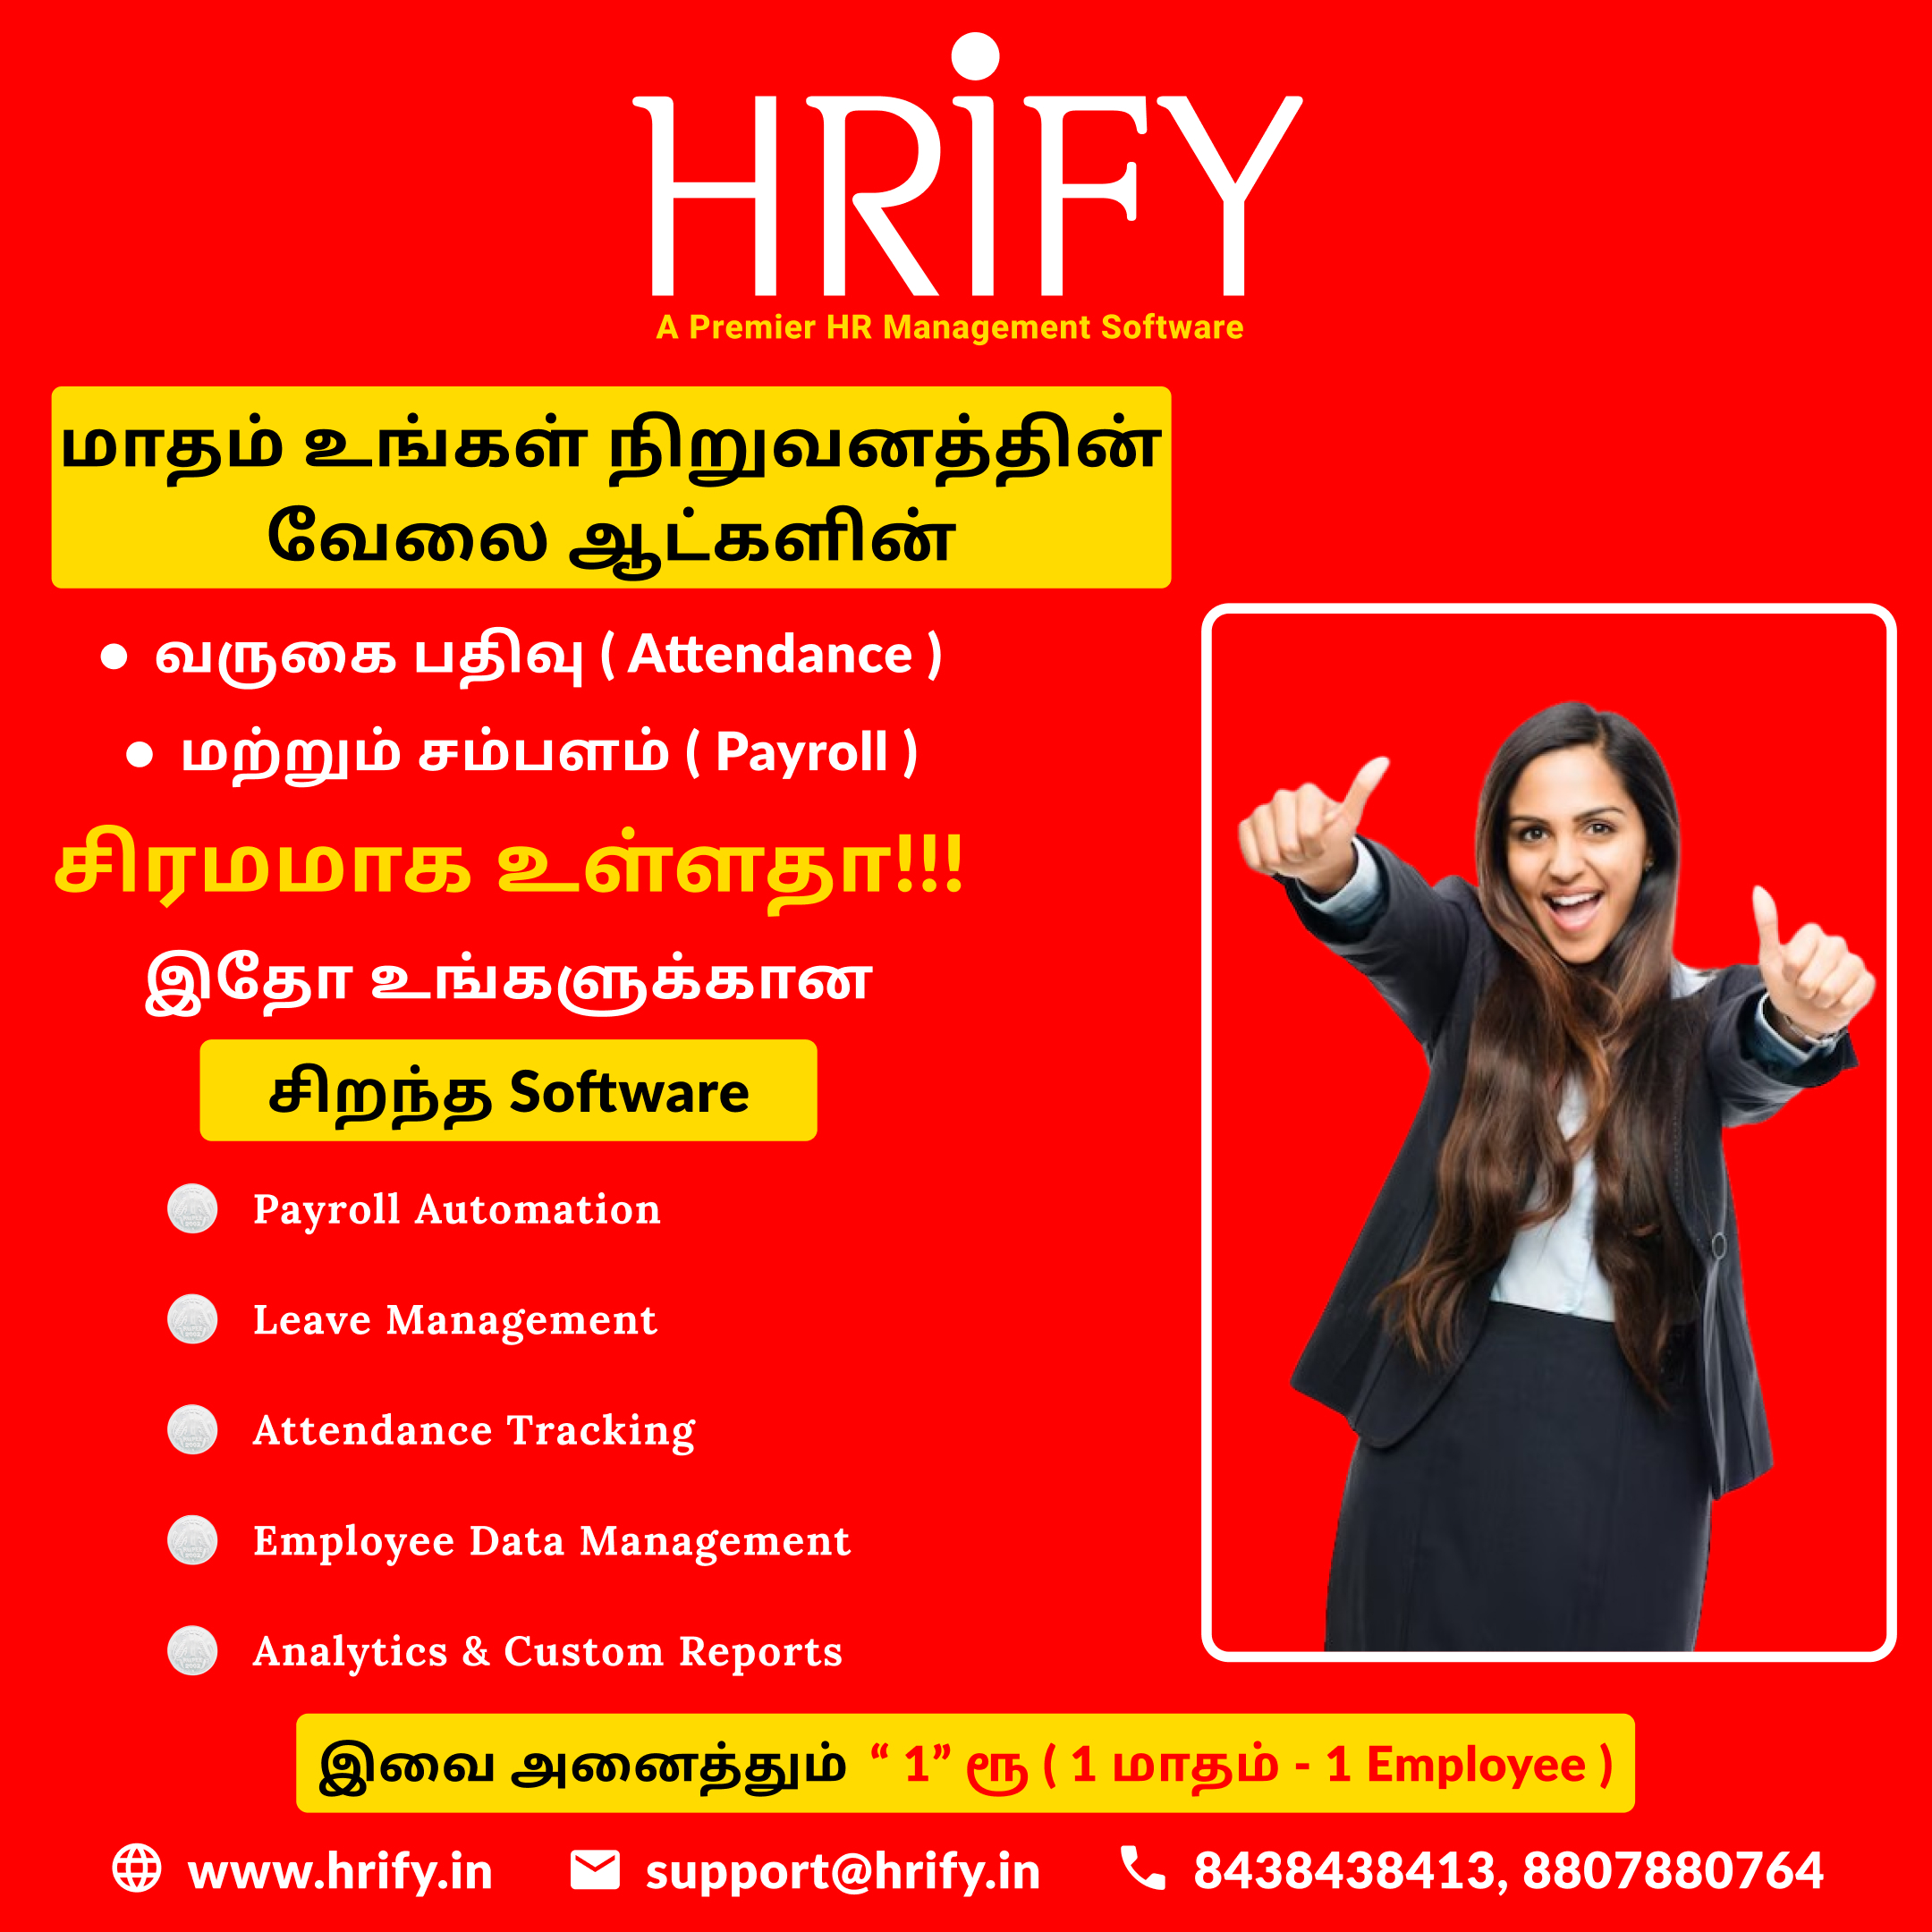 HRiFY
A Premier HR Management Software
மாதம் உங்கள் நிறுவனத்தின்
வேலை ஆட்களின்
• வருகை பதிவு ( Attendance )
• மற்றும் சம்பளம் ( Payroll )
சிரமமாக உள்ளதா!!!
இதோ உங்களுக்கான
சிறந்த Software
Payroll Automation
Leave Management
Attendance Tracking
Employee Data Management
Analytics & Custom Reports
இவை அனைத்தும் “ 1” ரூ ( 1 மாதம் - 1 Employee )
www.hrify.in support@hrify.in 8438438413, 8807880764